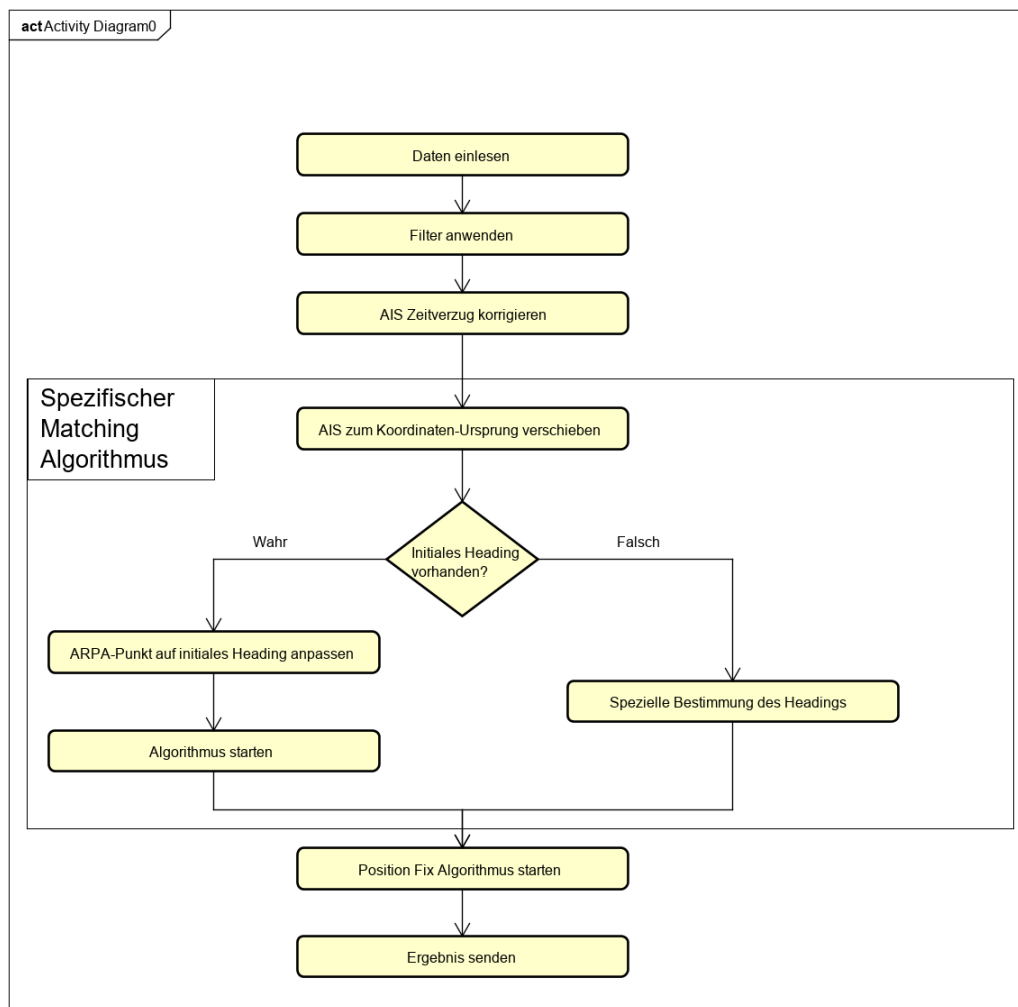 act Activity Diagram0
Daten einlesen
Filter anwenden
AIS Zeitverzug korrigieren
Spezifischer
Matching
Algorithmus
AIS zum Koordinaten-Ursprung verschieben
Initiales Heading
vorhanden?
Wahr
Falsch
ARPA-Punkt auf initiales Heading anpassen
Spezielle Bestimmung des Headings
Algorithmus starten
Position Fix Algorithmus starten
Ergebnis senden